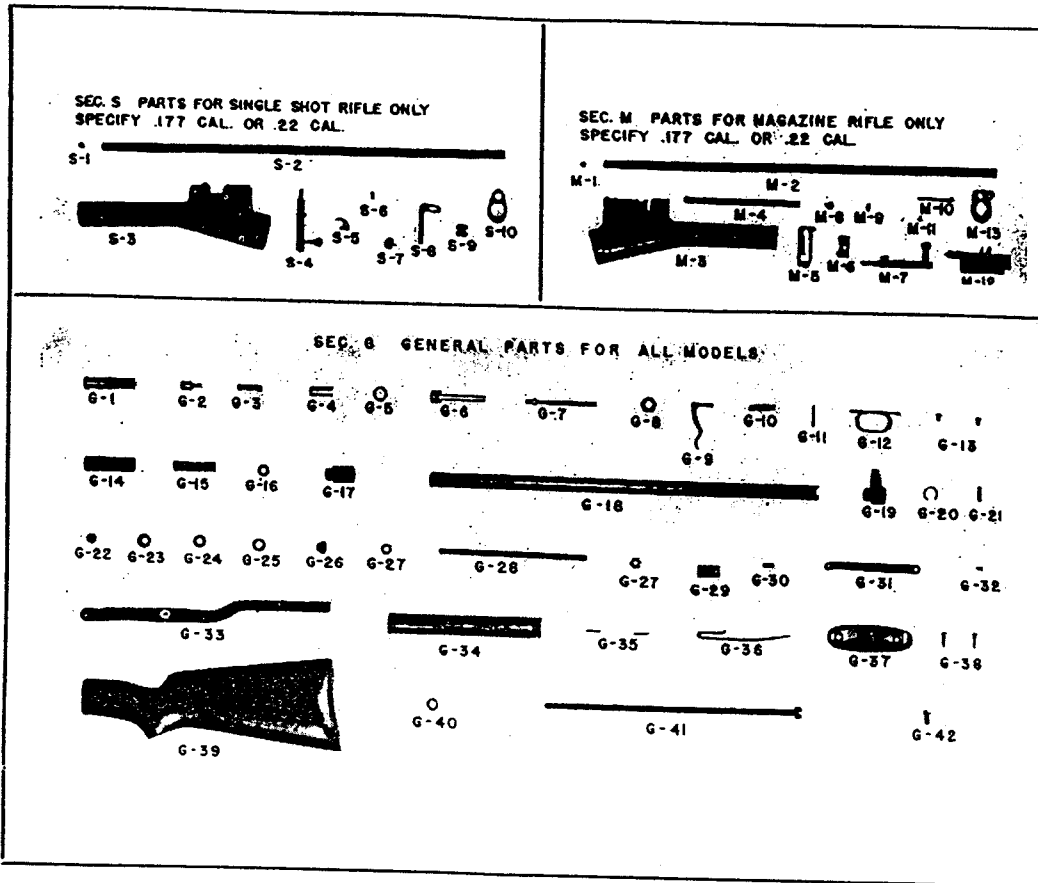 SEC. S PARTS FOR SINGLE SHOT RIFLE ONLY
SPECIFY .177 CAL. OR .22 CAL.
S-1
S-2
S-3
S-4
S-5
S-6
S-7
S-8
S-9
S-10
SEC. M PARTS FOR MAGAZINE RIFLE ONLY
SPECIFY .177 CAL. OR .22 CAL
M-1
M-2
M-3
M-4
M-5
M-6
M-7
M-8
M-9
M-10
M-11
M-12
M-13
SEC. G GENERAL PARTS FOR ALL MODELS
G-1 G-2 G-3 G-4 G-5 G-6 G-7 G-8 G-9 G-10 G-11 G-12 G-13
G-14 G-15 G-16 G-17 G-18 G-19 G-20 G-21
G-22 G-23 G-24 G-25 G-26 G-27 G-28 G-27 G-29 G-30 G-31 G-32
G-33 G-34 G-35 G-36 G-37 G-38
G-39 G-40 G-41 G-42